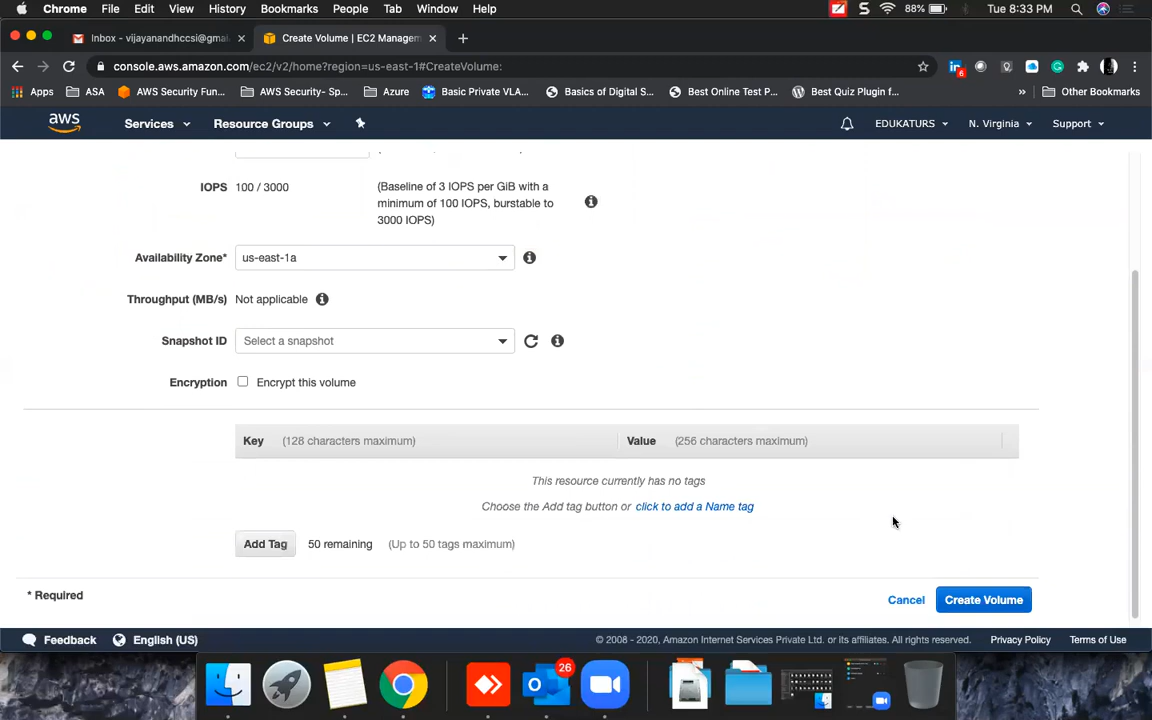 Chrome File Edit View History Bookmarks People Tab Window Help 88% Tue 8:33 PM
Inbox - vijayanandhccsi@gmai
Create Volume | EC2 Managem
console.aws.amazon.com/ec2/v2/home?region=us-east-1#CreateVolume:
6
Apps ASA AWS Security Fun... AWS Security- Sp... Azure Basic Private VLA... Basics of Digital S... Best Online Test P... Best Quiz Plugin f... » Other Bookmarks
aws Services Resource Groups EDUKATURS N. Virginia Support
IOPS 100 / 3000 (Baseline of 3 IOPS per GiB with a
minimum of 100 IOPS, burstable to
3000 IOPS)
Availability Zone* us-east-1a
Throughput (MB/s) Not applicable
Snapshot ID Select a snapshot
Encryption Encrypt this volume
Key (128 characters maximum) Value (256 characters maximum)
This resource currently has no tags
Choose the Add tag button or click to add a Name tag
Add Tag 50 remaining (Up to 50 tags maximum)
* Required Cancel Create Volume
Feedback English (US) © 2008 - 2020, Amazon Internet Services Private Ltd. or its affiliates. All rights reserved. Privacy Policy Terms of Use
26